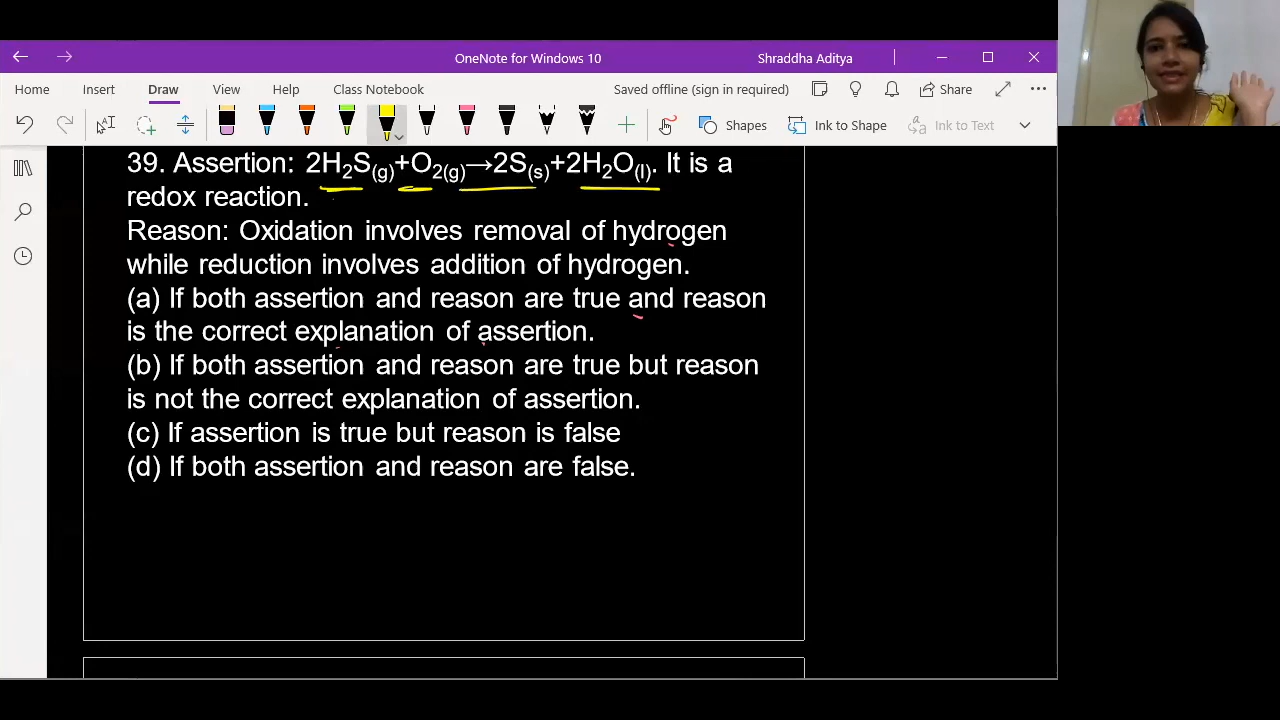 OneNote for Windows 10
Shraddha Aditya
Home Insert Draw View Help Class Notebook
Saved offline (sign in required)
Share
Shapes
Ink to Shape
Ink to Text
39. Assertion: 2H₂S(g)+O₂(g)→2S(s)+2H₂O(l). It is a
redox reaction.
Reason: Oxidation involves removal of hydrogen
while reduction involves addition of hydrogen.
(a) If both assertion and reason are true and reason
is the correct explanation of assertion.
(b) If both assertion and reason are true but reason
is not the correct explanation of assertion.
(c) If assertion is true but reason is false
(d) If both assertion and reason are false.